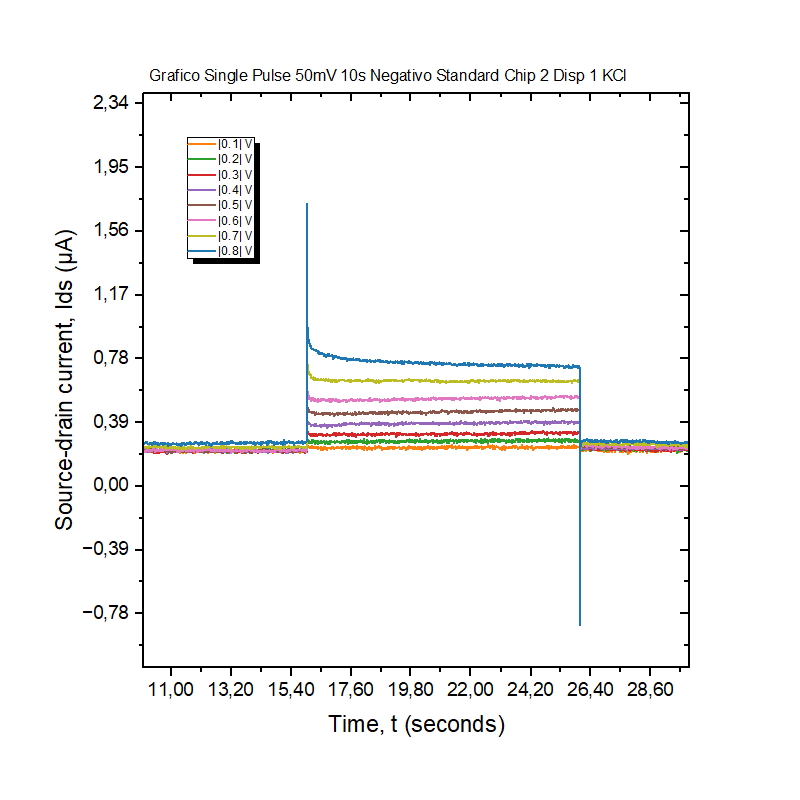 Grafico Single Pulse 50mV 10s Negativo Standard Chip 2 Disp 1 KCl
2,34
1,95
1,56
1,17
0,78
0,39
0,00
−0,39
−0,78
Source-drain current, Ids (µA)
|0.1| V
|0.2| V
|0.3| V
|0.4| V
|0.5| V
|0.6| V
|0.7| V
|0.8| V
11,00 13,20 15,40 17,60 19,80 22,00 24,20 26,40 28,60
Time, t (seconds)